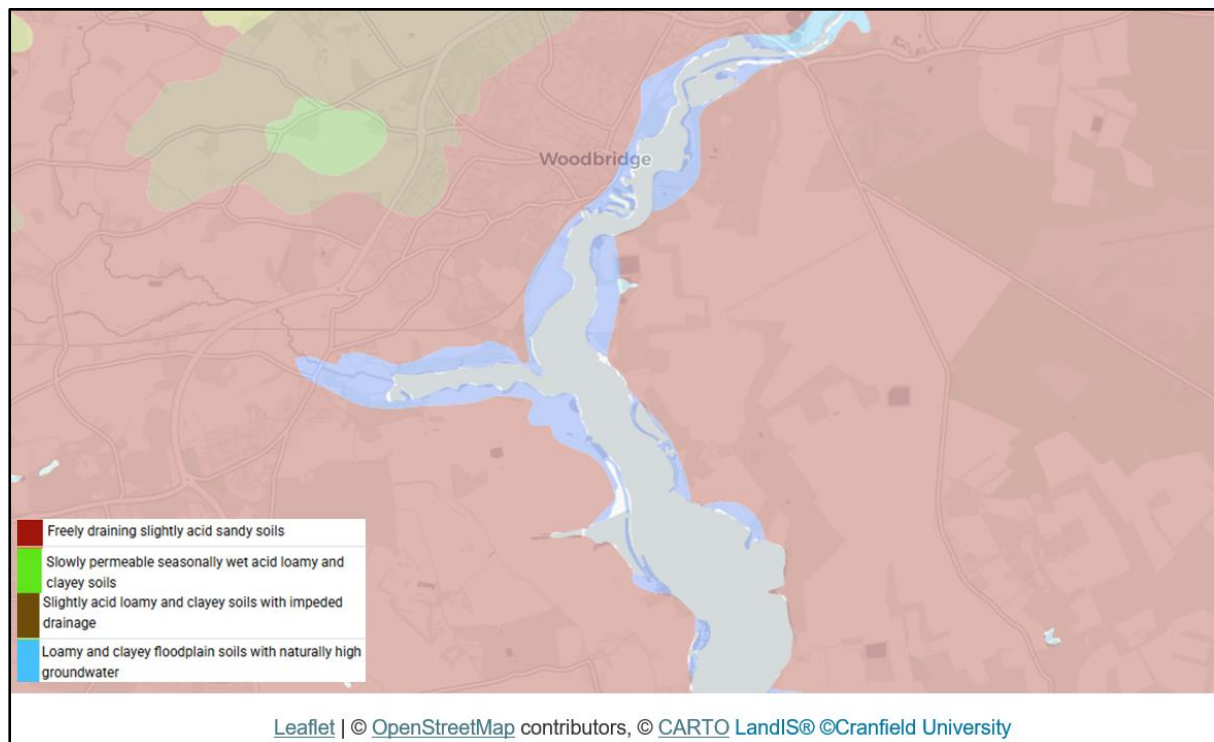 Woodbridge
Freely draining slightly acid sandy soils
Slowly permeable seasonally wet acid loamy and
clayey soils
Slightly acid loamy and clayey soils with impeded
drainage
Loamy and clayey floodplain soils with naturally high
groundwater
Leaflet | © OpenStreetMap contributors, © CARTO LandIS® ©Cranfield University